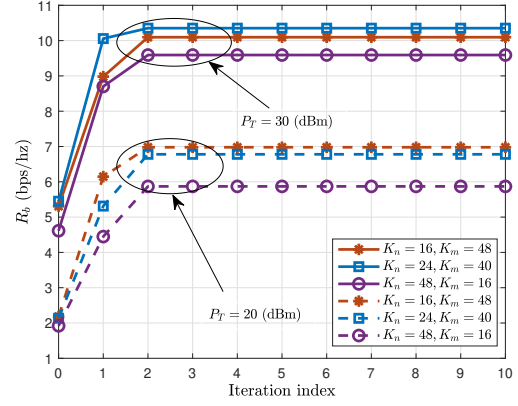 11
10
9
8
7
6
5
4
3
2
1
R_b (bps/hz)
P_T = 30 (dBm)
P_T = 20 (dBm)
K_n = 16, K_m = 48
K_n = 24, K_m = 40
K_n = 48, K_m = 16
K_n = 16, K_m = 48
K_n = 24, K_m = 40
K_n = 48, K_m = 16
0 1 2 3 4 5 6 7 8 9 10
Iteration index